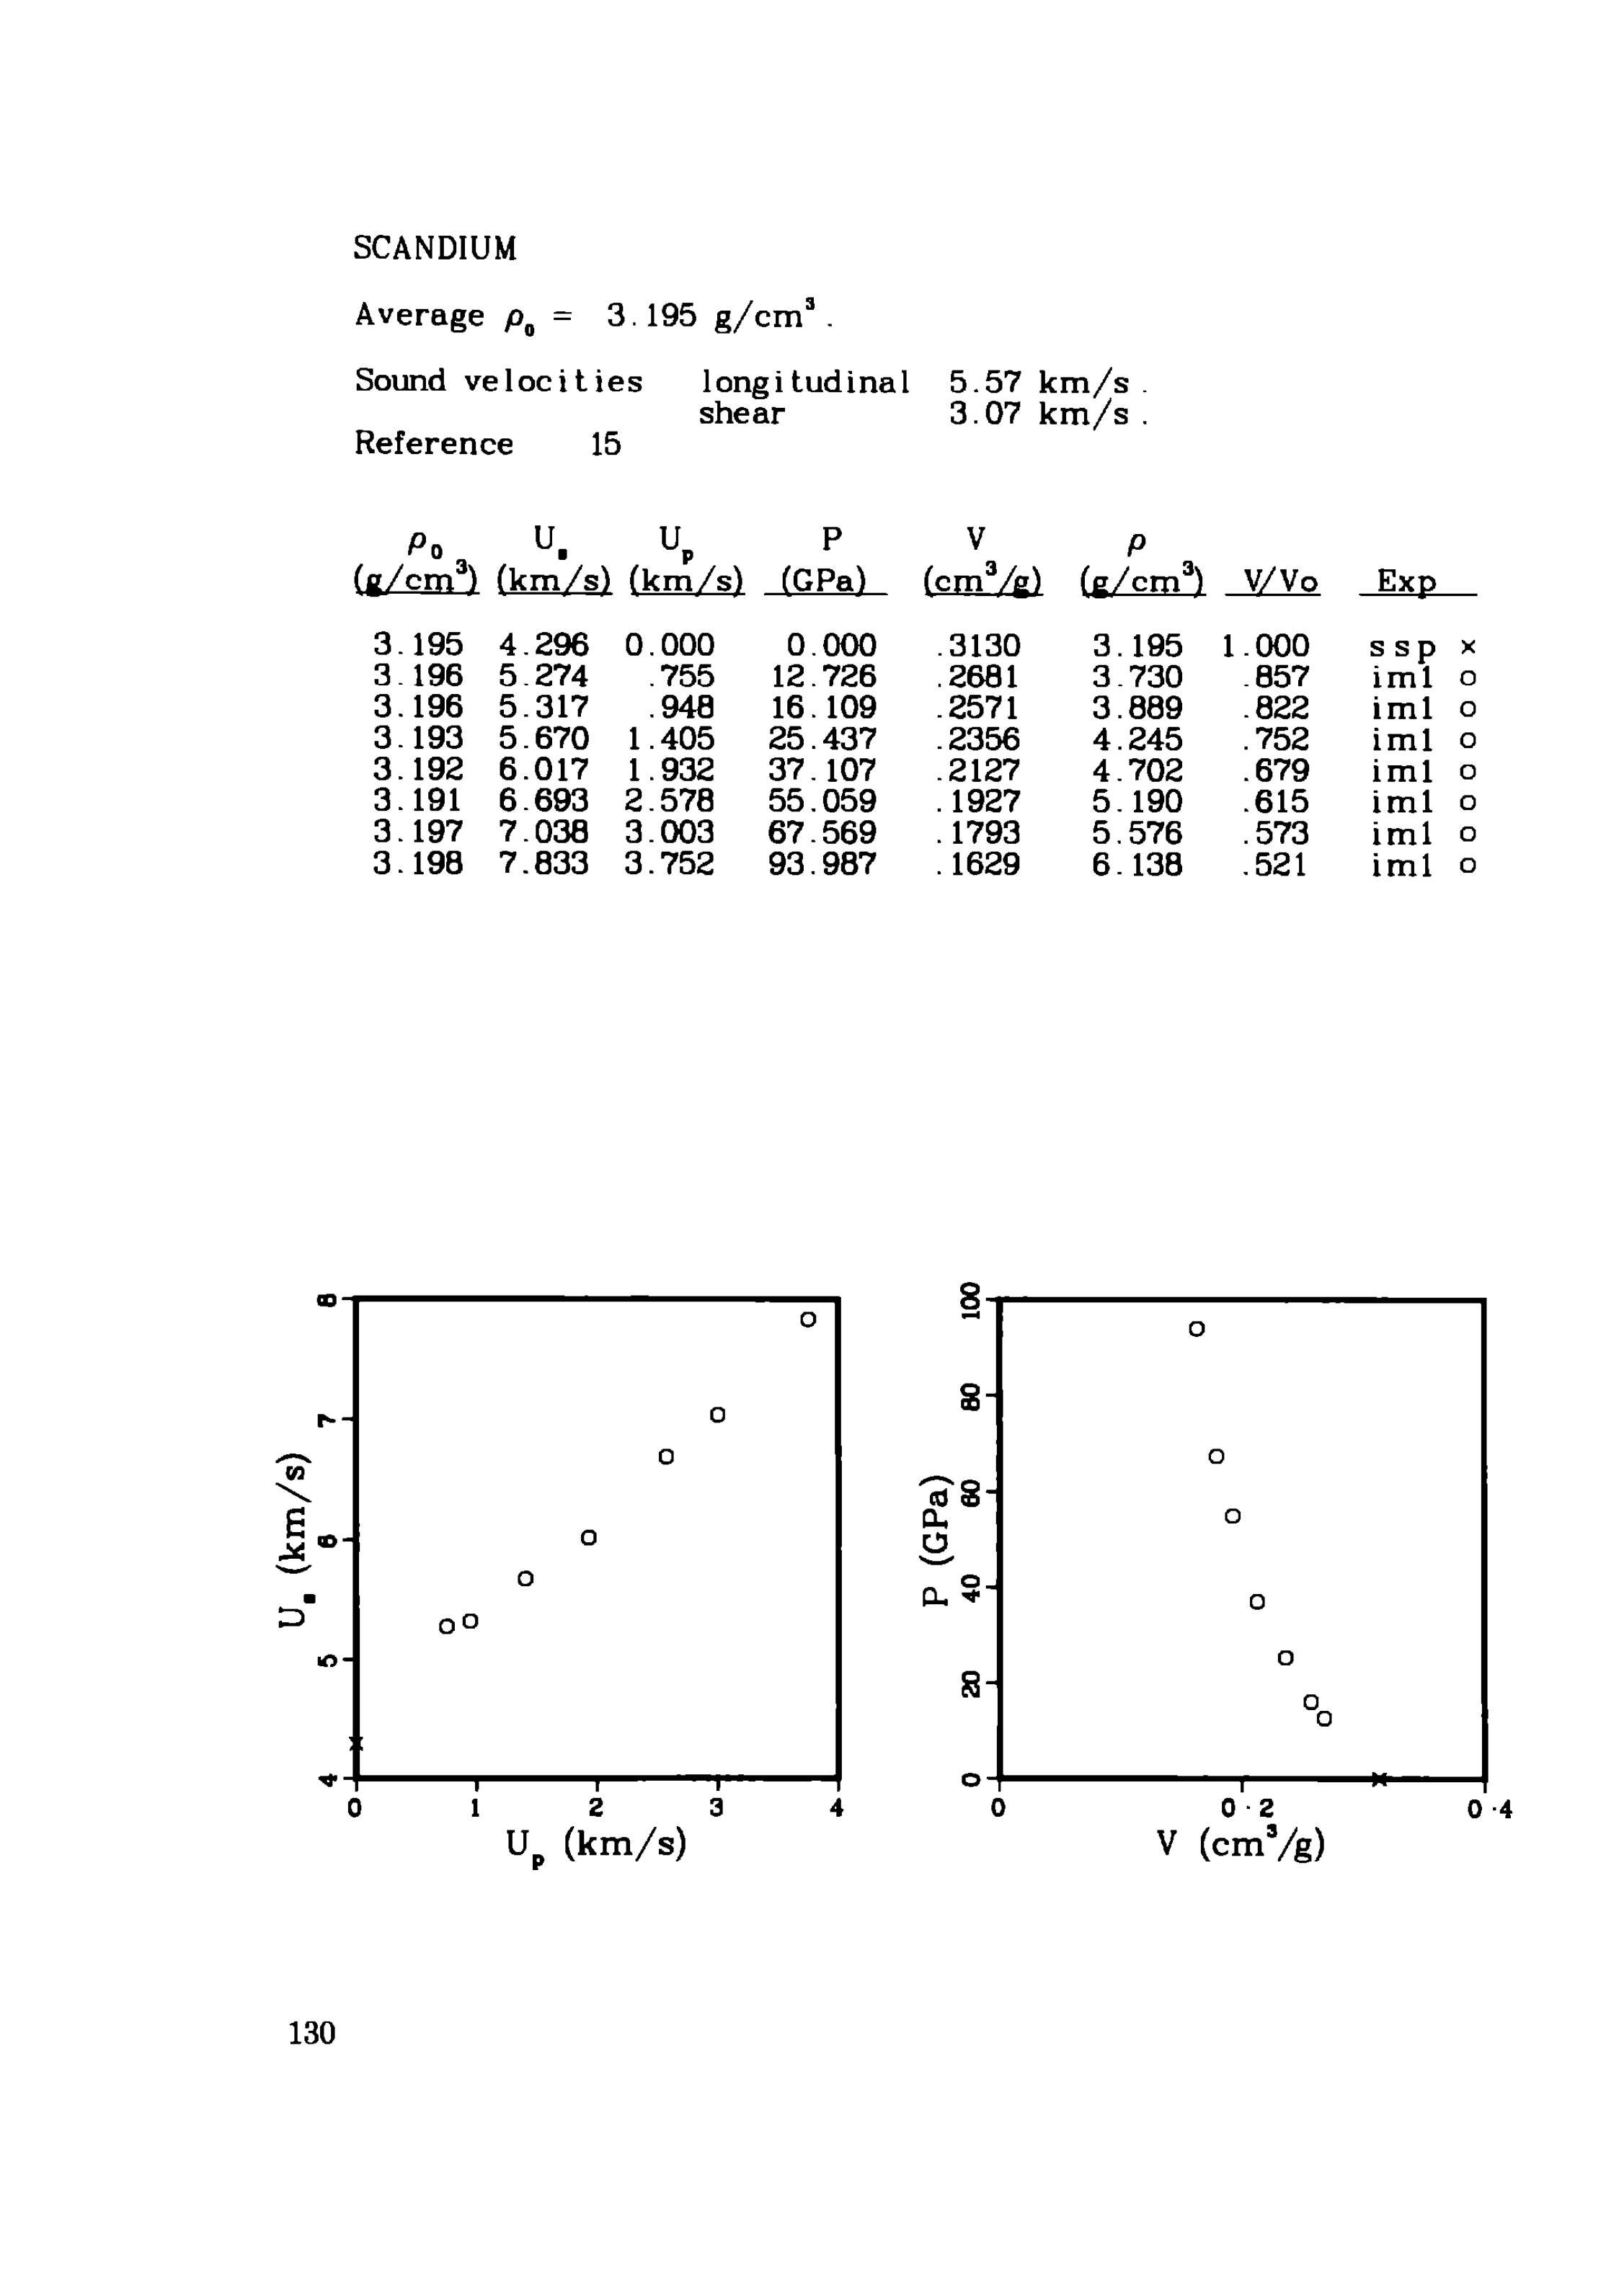 SCANDIUM
Average ρ₀ = 3.195 g/cm³.
Sound velocities longitudinal 5.57 km/s.
shear 3.07 km/s.
Reference 15
ρ₀ Uₛ Uₚ P V ρ
(g/cm³) (km/s) (km/s) (GPa) (cm³/g) (g/cm³) V/Vo Exp
3.195 4.296 0.000 0.000 .3130 3.195 1.000 ssp ×
3.196 5.274 .755 12.726 .2681 3.730 .857 im1 o
3.196 5.317 .948 16.109 .2571 3.889 .822 im1 o
3.193 5.670 1.405 25.437 .2356 4.245 .752 im1 o
3.192 6.017 1.932 37.107 .2127 4.702 .679 im1 o
3.191 6.693 2.578 55.059 .1927 5.190 .615 im1 o
3.197 7.038 3.003 67.569 .1793 5.576 .573 im1 o
3.198 7.833 3.752 93.987 .1629 6.138 .521 im1 o
8
7
6
5
4
Uₛ (km/s)
0 1 2 3 4
Uₚ (km/s)
100
80
60
40
20
0
P (GPa)
0 0.2 0.4
V (cm³/g)
130